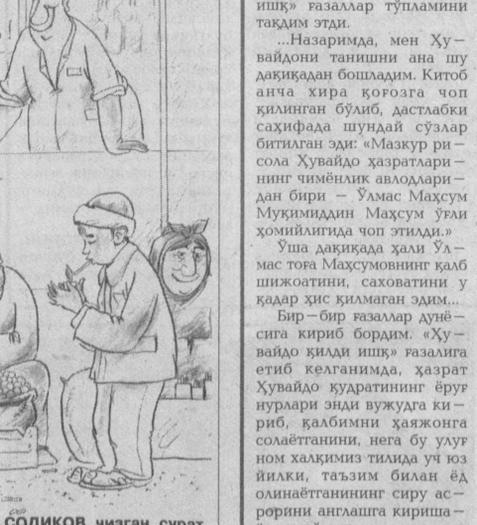 ишқ» ғазаллар тўпламини
тақдим этди.
...Назаримда, мен Ҳу—
вайдони танишни ана шу
дақиқадан бошладим. Китоб
анча хира қоғозга чоп
қилинган бўлиб, дастлабки
саҳифада шундай сўзлар
битилган эди: «Мазкур ри—
сола Ҳувайдо ҳазратлари—
нинг чимёнлик авлодлари—
дан бири — Ўлмас Маҳсум
Муқимиддин Маҳсум ўғли
ҳомийлигида чоп этилди.»
Ўша дақиқада ҳали Ўл—
мас тоға Маҳсумовнинг қалб
шижоатини, саховатини у
қадар ҳис қилмаган эдим...
Бир—бир ғазаллар дунё—
сига кириб бордим. «Ҳу—
вайдо қилди ишқ» ғазалига
етиб келганимда, ҳазрат
Ҳувайдо қудратининг ёруғ
нурлари энди вужудга ки—
риб, қалбимни ҳаяжонга
солаётганини, нега бу улуғ
ном халқимиз тилида уч юз
йилки, таъзим билан ёд
олинаётганининг сиру ас—
рорини англашга кириша—
СОДИҚОВ чизган сурат